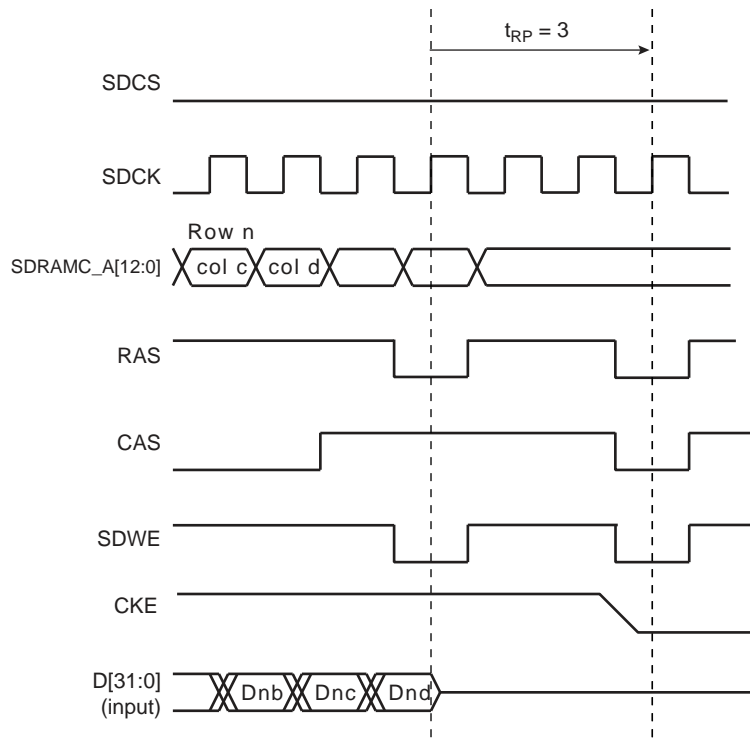 t_RP = 3
SDCS
SDCK
Row n
SDRAMC_A[12:0]
col c col d
RAS
CAS
SDWE
CKE
D[31:0]
(input)
Dnb Dnc Dnd